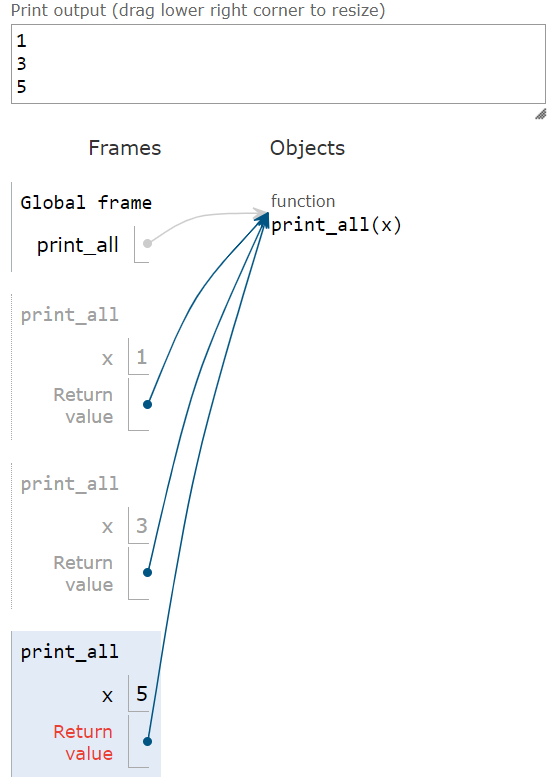 Print output (drag lower right corner to resize)
1
3
5
Frames
Objects
Global frame
print_all
function
print_all(x)
print_all
x 1
Return
value
print_all
x 3
Return
value
print_all
x 5
Return
value